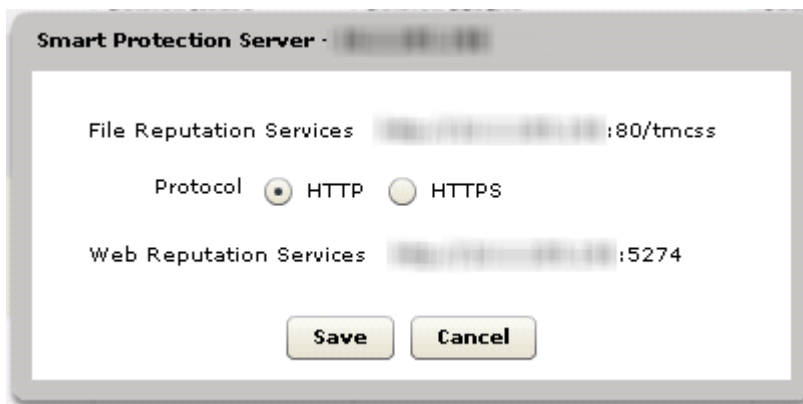 Smart Protection Server -
File Reputation Services :80/tmcss
Protocol HTTP HTTPS
Web Reputation Services :5274
Save Cancel